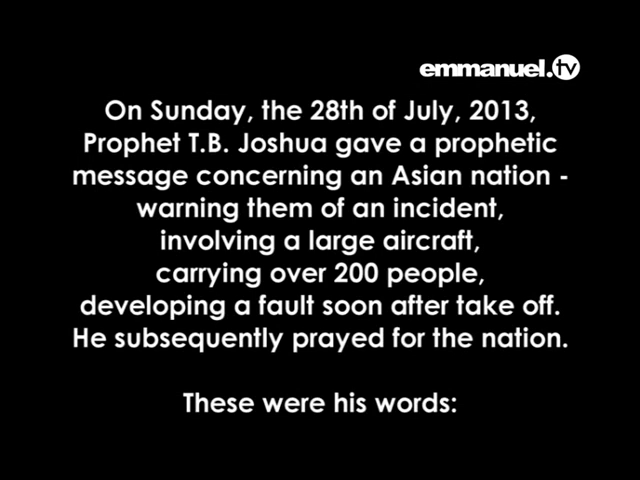 emmanuel.tv
On Sunday, the 28th of July, 2013,
Prophet T.B. Joshua gave a prophetic
message concerning an Asian nation -
warning them of an incident,
involving a large aircraft,
carrying over 200 people,
developing a fault soon after take off.
He subsequently prayed for the nation.
These were his words: